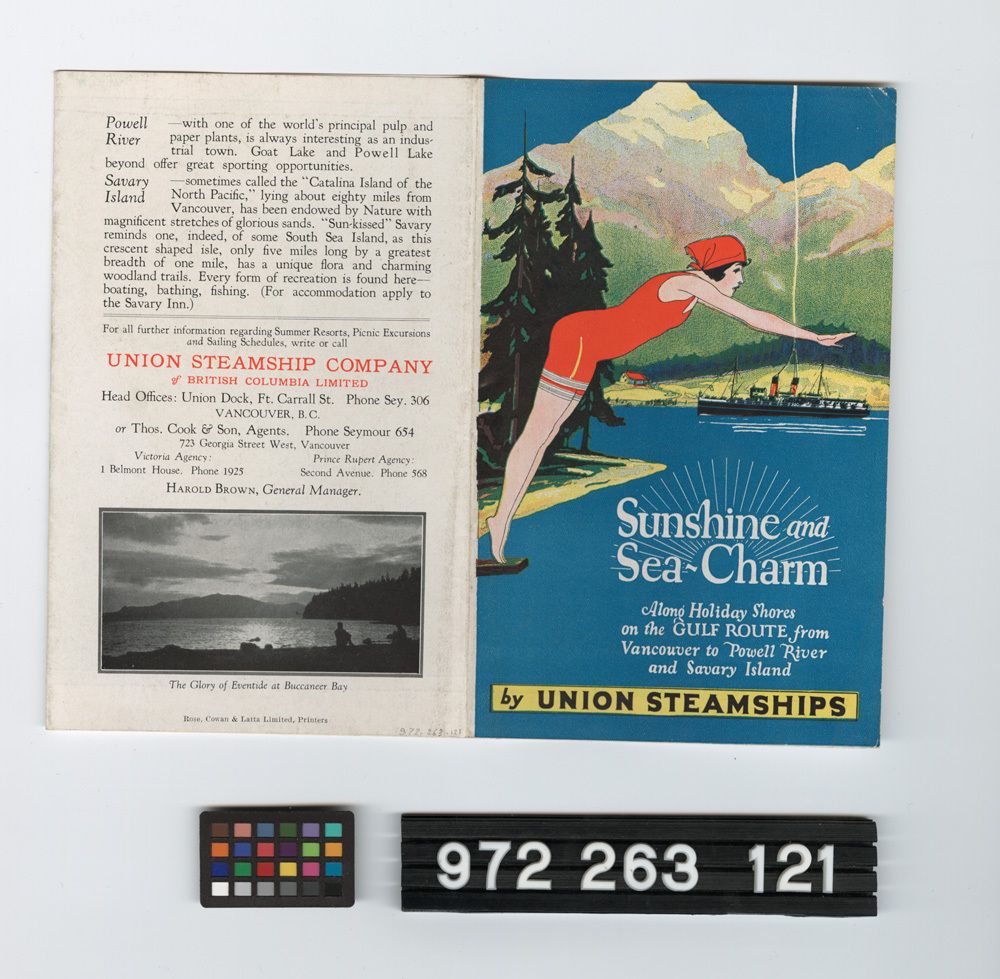 Powell —with one of the world's principal pulp and
River paper plants, is always interesting as an indus-
trial town. Goat Lake and Powell Lake
beyond offer great sporting opportunities.
Savary —sometimes called the "Catalina Island of the
Island North Pacific," lying about eighty miles from
Vancouver, has been endowed by Nature with
magnificent stretches of glorious sands. "Sun-kissed" Savary
reminds one, indeed, of some South Sea Island, as this
crescent shaped isle, only five miles long by a greatest
breadth of one mile, has a unique flora and charming
woodland trails. Every form of recreation is found here—
boating, bathing, fishing. (For accommodation apply to
the Savary Inn.)
For all further information regarding Summer Resorts, Picnic Excursions
and Sailing Schedules, write or call
UNION STEAMSHIP COMPANY
of BRITISH COLUMBIA LIMITED
Head Offices: Union Dock, Ft. Carrall St. Phone Sey. 306
VANCOUVER, B.C.
or Thos. Cook & Son, Agents. Phone Seymour 654
723 Georgia Street West, Vancouver
Victoria Agency: Prince Rupert Agency:
1 Belmont House. Phone 1925 Second Avenue. Phone 568
HAROLD BROWN, General Manager.
The Glory of Eventide at Buccaneer Bay
Rose, Cowan & Latta Limited, Printers
972.263.121
Sunshine and
Sea-Charm
Along Holiday Shores
on the GULF ROUTE from
Vancouver to Powell River
and Savary Island
by UNION STEAMSHIPS
972 263 121